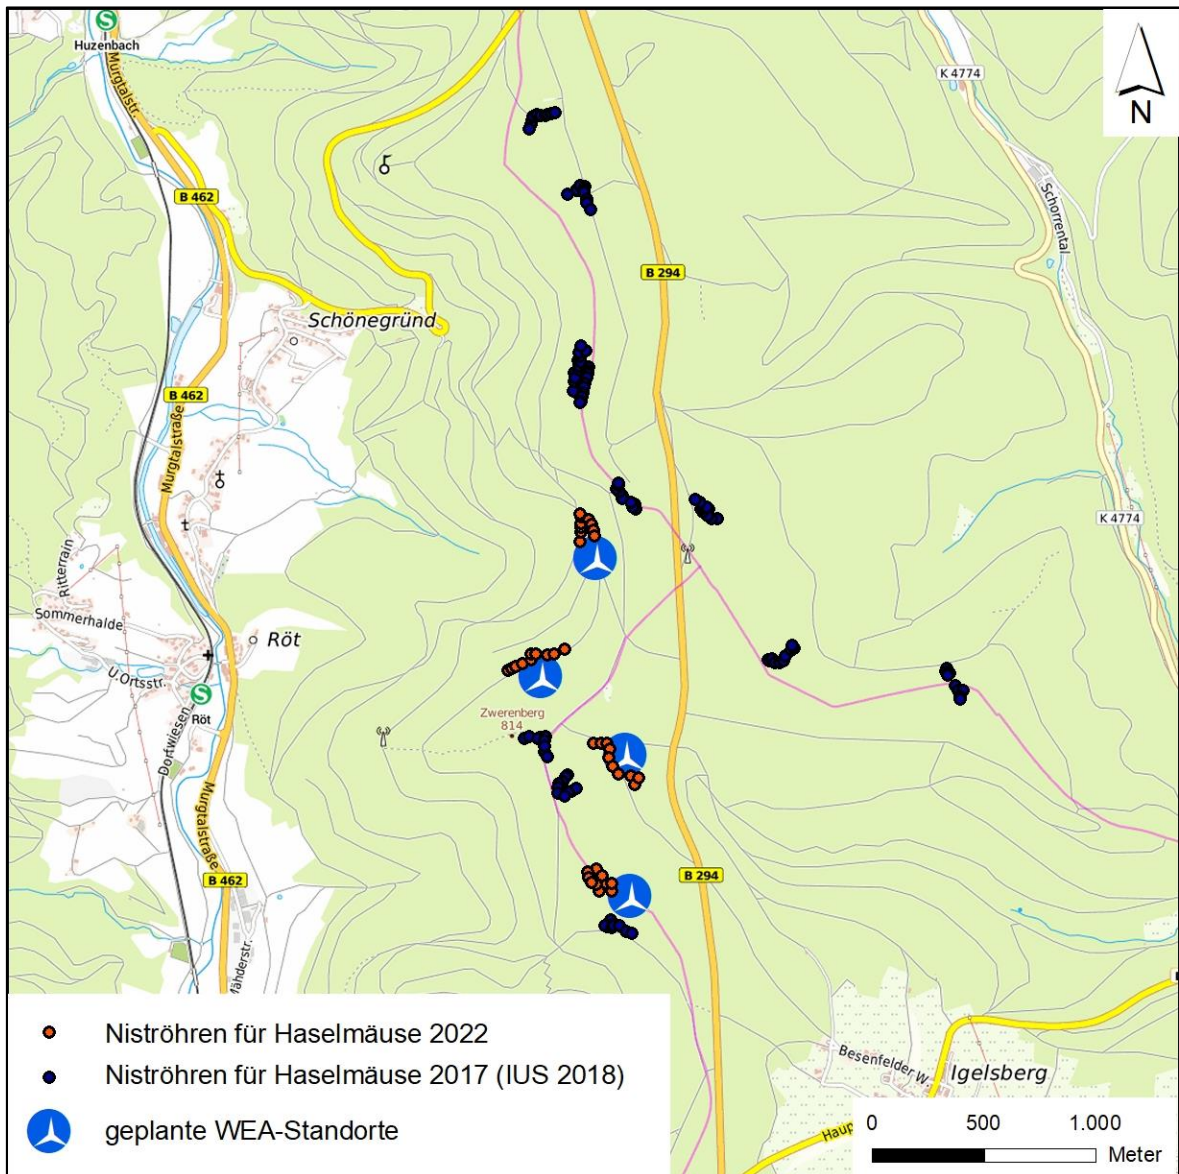 S
Huzenbach
Murgtalstr.
N
K 4774
B 462
Schorrental
B 294
Schönegründ
B 462
Murgtalstraße
K 4774
Ritterrain
Sommerhalde
Röt
U.Ortsstr.
S
Röt
Dorfwiesen
Zwerenberg
814
Murgtalstraße
B 462
B 294
Mähderstr.
Besenfelder W.
Igelsberg
Haup
Niströhren für Haselmäuse 2022
Niströhren für Haselmäuse 2017 (IUS 2018)
geplante WEA-Standorte
0 500 1.000
Meter